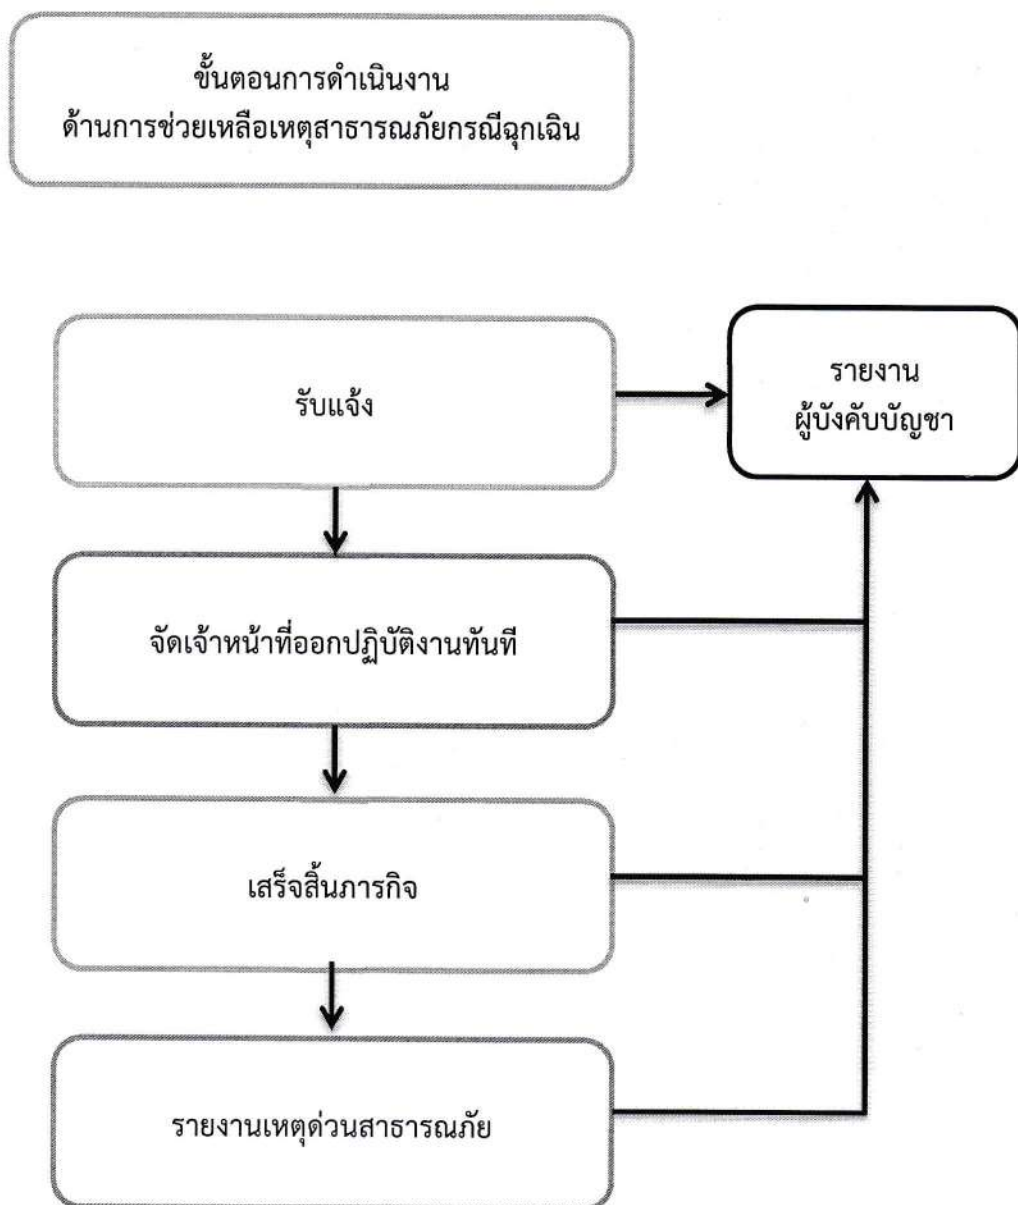 ขั้นตอนการดำเนินงาน
ด้านการช่วยเหลือเหตุสาธารณภัยกรณีฉุกเฉิน
รับแจ้ง
รายงาน
ผู้บังคับบัญชา
จัดเจ้าหน้าที่ออกปฏิบัติงานทันที
เสร็จสิ้นภารกิจ
รายงานเหตุด่วนสาธารณภัย